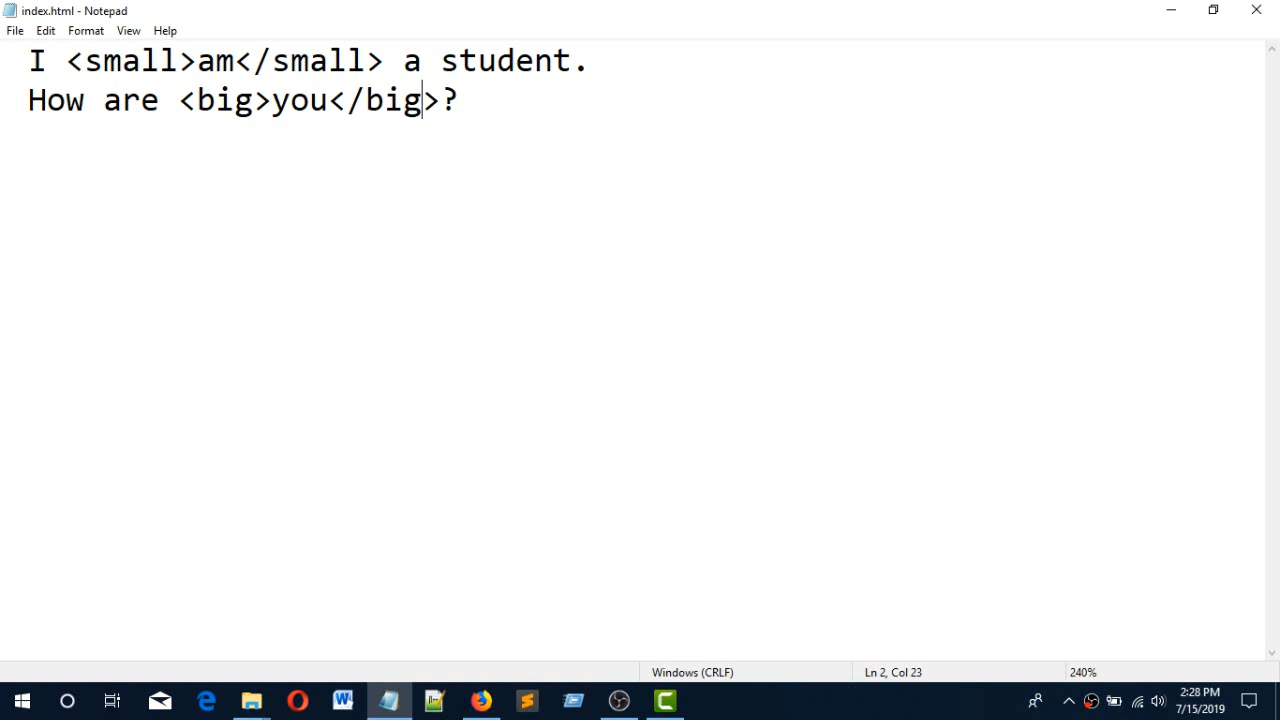 index.html - Notepad
File Edit Format View Help
I <small>am</small> a student.
How are <big>you</big>?
Windows (CRLF) Ln 2, Col 23 240%
2:28 PM
7/15/2019